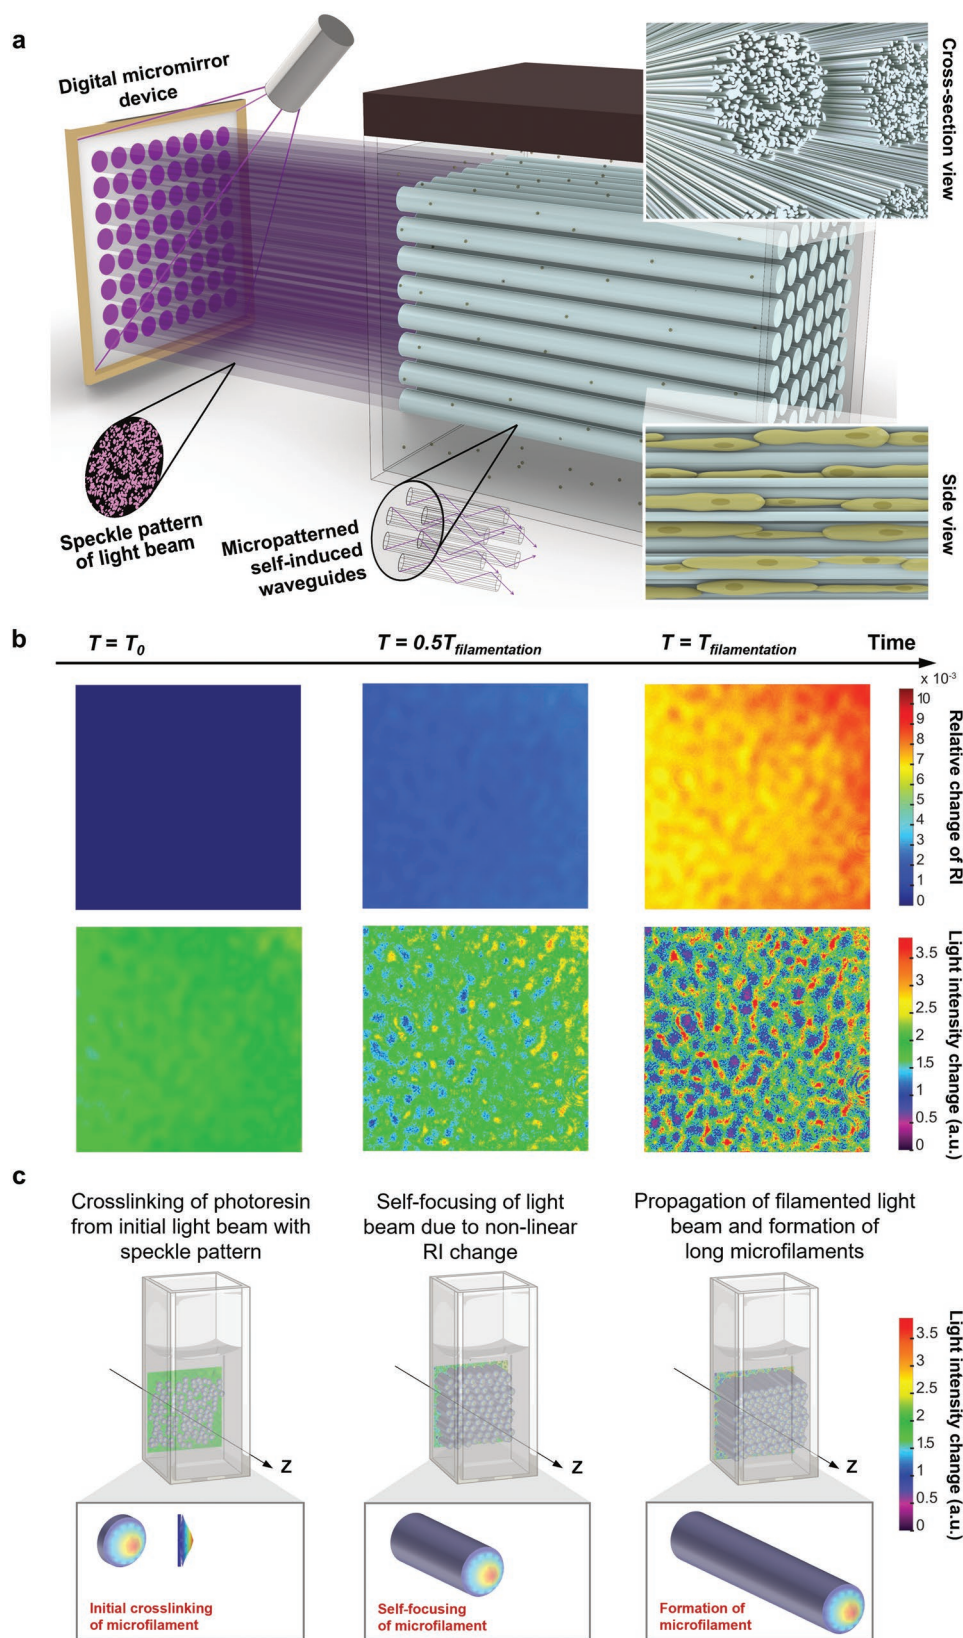 a
Digital micromirror
device
Cross-section view
Speckle pattern
of light beam
Micropatterned
self-induced
waveguides
Side view
b
T = T0
T = 0.5Tfilamentation
T = Tfilamentation
Time
x 10-3
10
9
8
7
6
5
4
3
2
1
0
Relative change of RI
3.5
3
2.5
2
1.5
1
0.5
0
Light intensity change (a.u.)
c
Crosslinking of photoresin
from initial light beam with
speckle pattern
Self-focusing of light
beam due to non-linear
RI change
Propagation of filamented light
beam and formation of
long microfilaments
Z
Z
Z
3.5
3
2.5
2
1.5
1
0.5
0
Light intensity change (a.u.)
Initial crosslinking
of microfilament
Self-focusing
of microfilament
Formation of
microfilament